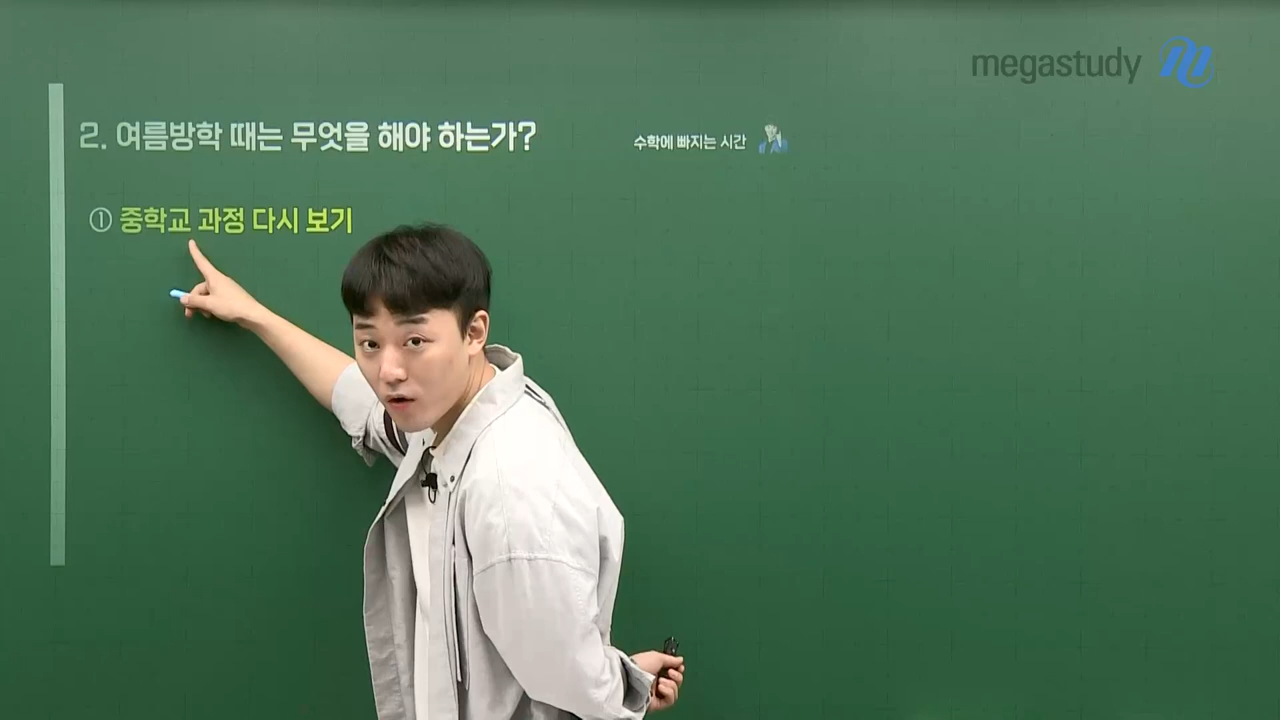 megastudy
2. 여름방학 때는 무엇을 해야 하는가?
수학에 빠지는 시간
① 중학교 과정 다시 보기